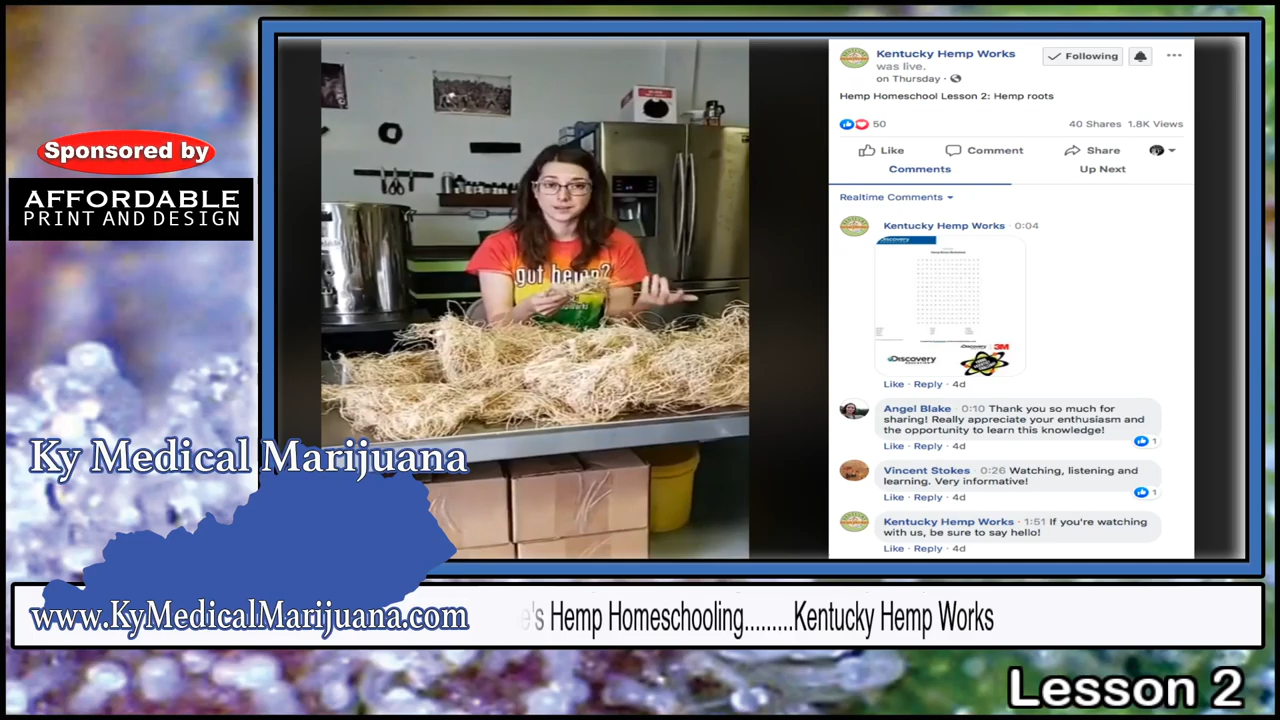 Sponsored by
AFFORDABLE
PRINT AND DESIGN
got hemp?
Kentucky Hemp Works
was live.
on Thursday ·
Following
Hemp Homeschool Lesson 2: Hemp roots
50
40 Shares 1.8K Views
Like Comment Share
Comments Up Next
Realtime Comments
Kentucky Hemp Works · 0:04
Discovery
Discovery
3M
Like · Reply · 4d
Angel Blake · 0:10 Thank you so much for
sharing! Really appreciate your enthusiasm and
the opportunity to learn this knowledge!
1
Like · Reply · 4d
Vincent Stokes · 0:26 Watching, listening and
learning. Very informative!
1
Like · Reply · 4d
Kentucky Hemp Works · 1:51 If you're watching
with us, be sure to say hello!
Like · Reply · 4d
Ky Medical Marijuana
www.KyMedicalMarijuana.com
e's Hemp Homeschooling.........Kentucky Hemp Works
Lesson 2